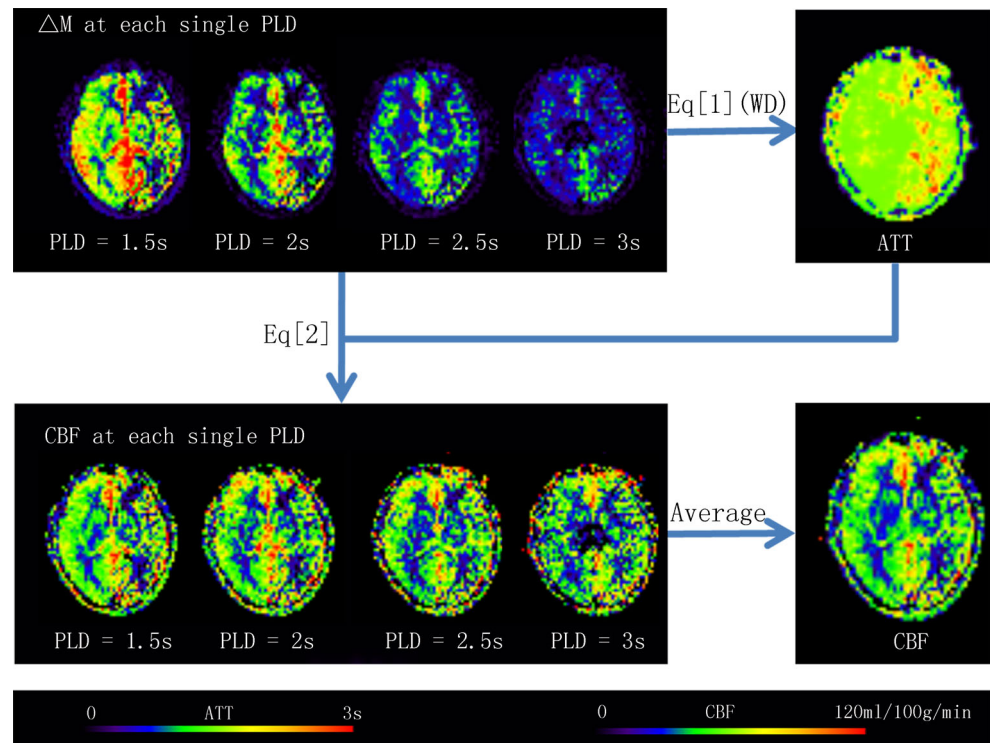 △M at each single PLD
PLD = 1.5s
PLD = 2s
PLD = 2.5s
PLD = 3s
Eq[1](WD)
ATT
Eq[2]
CBF at each single PLD
PLD = 1.5s
PLD = 2s
PLD = 2.5s
PLD = 3s
Average
CBF
0 ATT 3s
0 CBF 120ml/100g/min